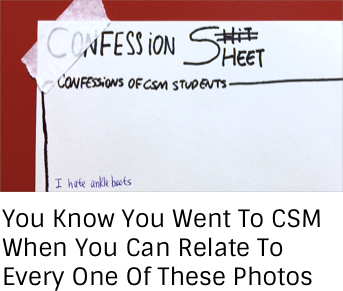 CONFESSION SHIT
HEET
CONFESSIONS OF CSM STUDENTS
I hate ankle boots
You Know You Went To CSM
When You Can Relate To
Every One Of These Photos